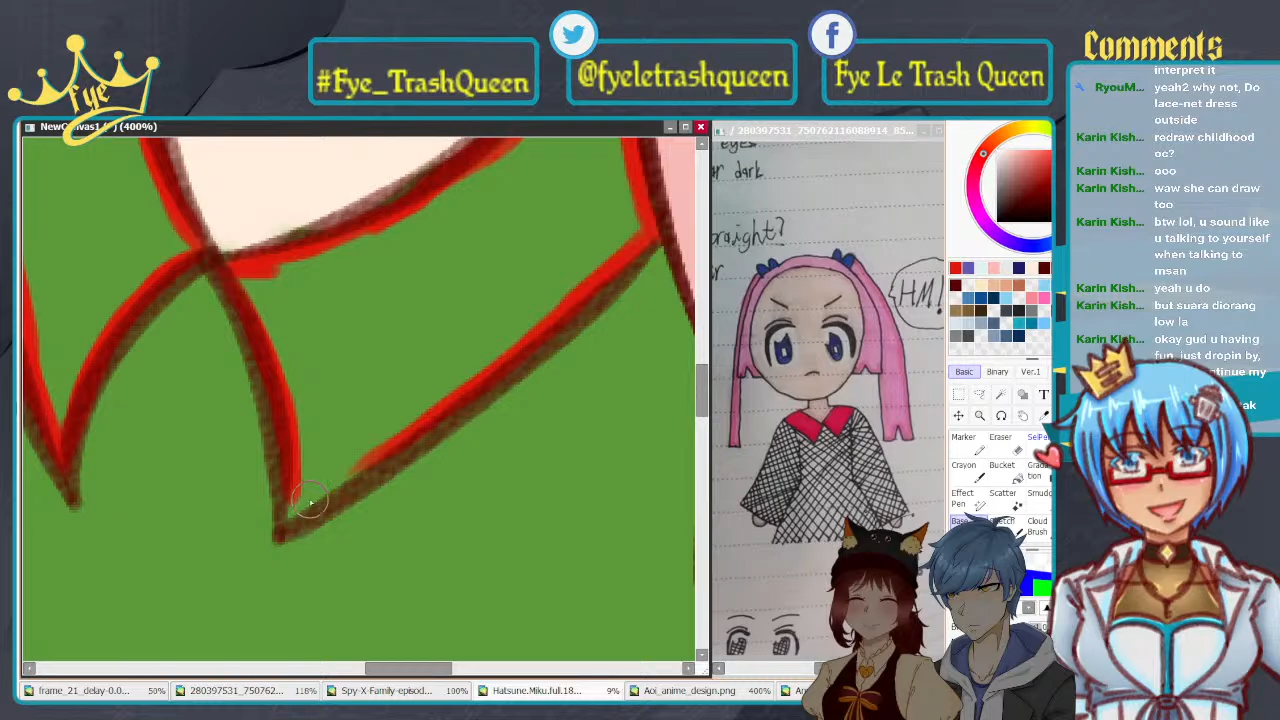 fye
#Fye_TrashQueen
@fyeletrashqueen
Fye Le Trash Queen
Comments
(400%)
/ 280397531_750762116088914_85...
eyes
dark
HM!
interpret it
RyouM... yeah2 why not, Do
lace-net dress
outside
Karin Kish... redraw childhood
oc?
Karin Kish... ooo
Karin Kish... waw she can draw
too
Karin Kish... btw lol, u sound like
u talking to yourself
when talking to
msan
Karin Kish... yeah u do
Karin Kish... but suara diorang
low la
Karin Kish... okay gud u having
fun, just dropin by,
my
Basic Binary Ver.1
T
Marker Eraser
Crayon Bucket
Effect Pen Scatter
Cloud Brush
frame_21_delay-0.0... 50%
280397531_750762... 118%
Spy_X-Family-episod... 100%
Hatsune.Miku.ful.18... 9%
Aoi_anime_design.png 400%